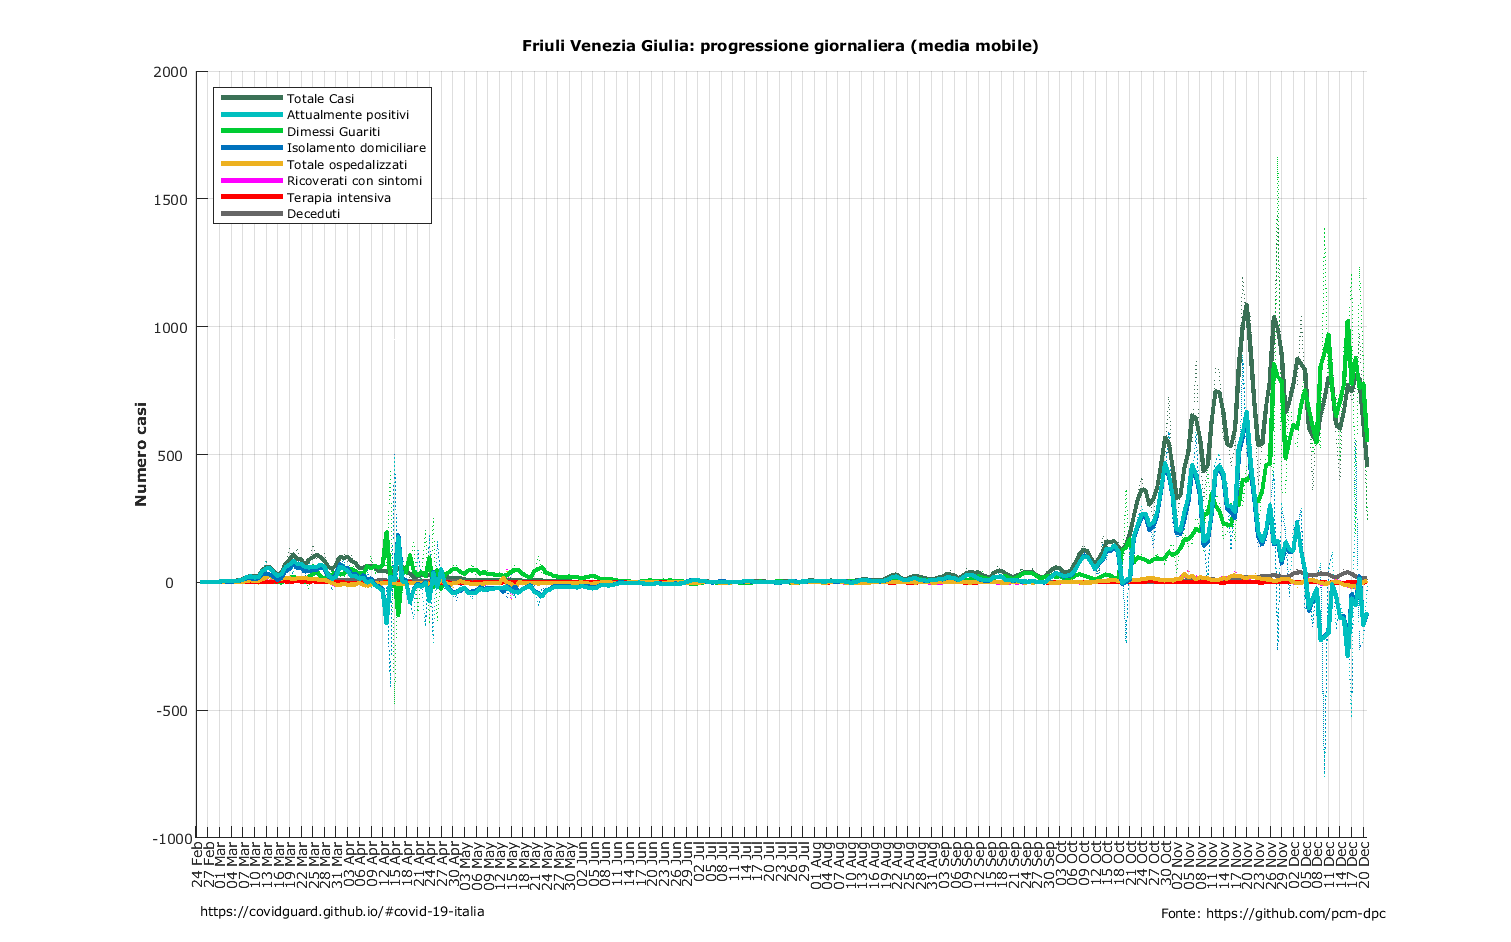 Friuli Venezia Giulia: progressione giornaliera (media mobile)
2000
1500
1000
500
0
-500
-1000
Numero casi
Totale Casi
Attualmente positivi
Dimessi Guariti
Isolamento domiciliare
Totale ospedalizzati
Ricoverati con sintomi
Terapia intensiva
Deceduti
24 Feb
27 Feb
01 Mar
04 Mar
07 Mar
10 Mar
13 Mar
16 Mar
19 Mar
22 Mar
25 Mar
28 Mar
31 Mar
03 Apr
06 Apr
09 Apr
12 Apr
15 Apr
18 Apr
21 Apr
24 Apr
27 Apr
30 Apr
03 May
06 May
09 May
12 May
15 May
18 May
21 May
24 May
27 May
30 May
02 Jun
05 Jun
08 Jun
11 Jun
14 Jun
17 Jun
20 Jun
23 Jun
26 Jun
29 Jun
02 Jul
05 Jul
08 Jul
11 Jul
14 Jul
17 Jul
20 Jul
23 Jul
26 Jul
29 Jul
01 Aug
04 Aug
07 Aug
10 Aug
13 Aug
16 Aug
19 Aug
22 Aug
25 Aug
28 Aug
31 Aug
03 Sep
06 Sep
09 Sep
12 Sep
15 Sep
18 Sep
21 Sep
24 Sep
27 Sep
30 Sep
03 Oct
06 Oct
09 Oct
12 Oct
15 Oct
18 Oct
21 Oct
24 Oct
27 Oct
30 Oct
02 Nov
05 Nov
08 Nov
11 Nov
14 Nov
17 Nov
20 Nov
23 Nov
26 Nov
29 Nov
02 Dec
05 Dec
08 Dec
11 Dec
14 Dec
17 Dec
20 Dec
https://covidguard.github.io/#covid-19-italia
Fonte: https://github.com/pcm-dpc